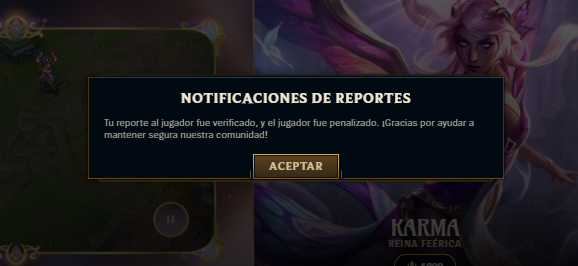 NOTIFICACIONES DE REPORTES
Tu reporte al jugador fue verificado, y el jugador fue penalizado. ¡Gracias por ayudar a
mantener segura nuestra comunidad!
ACEPTAR
KARMA
REINA FEÉRICA